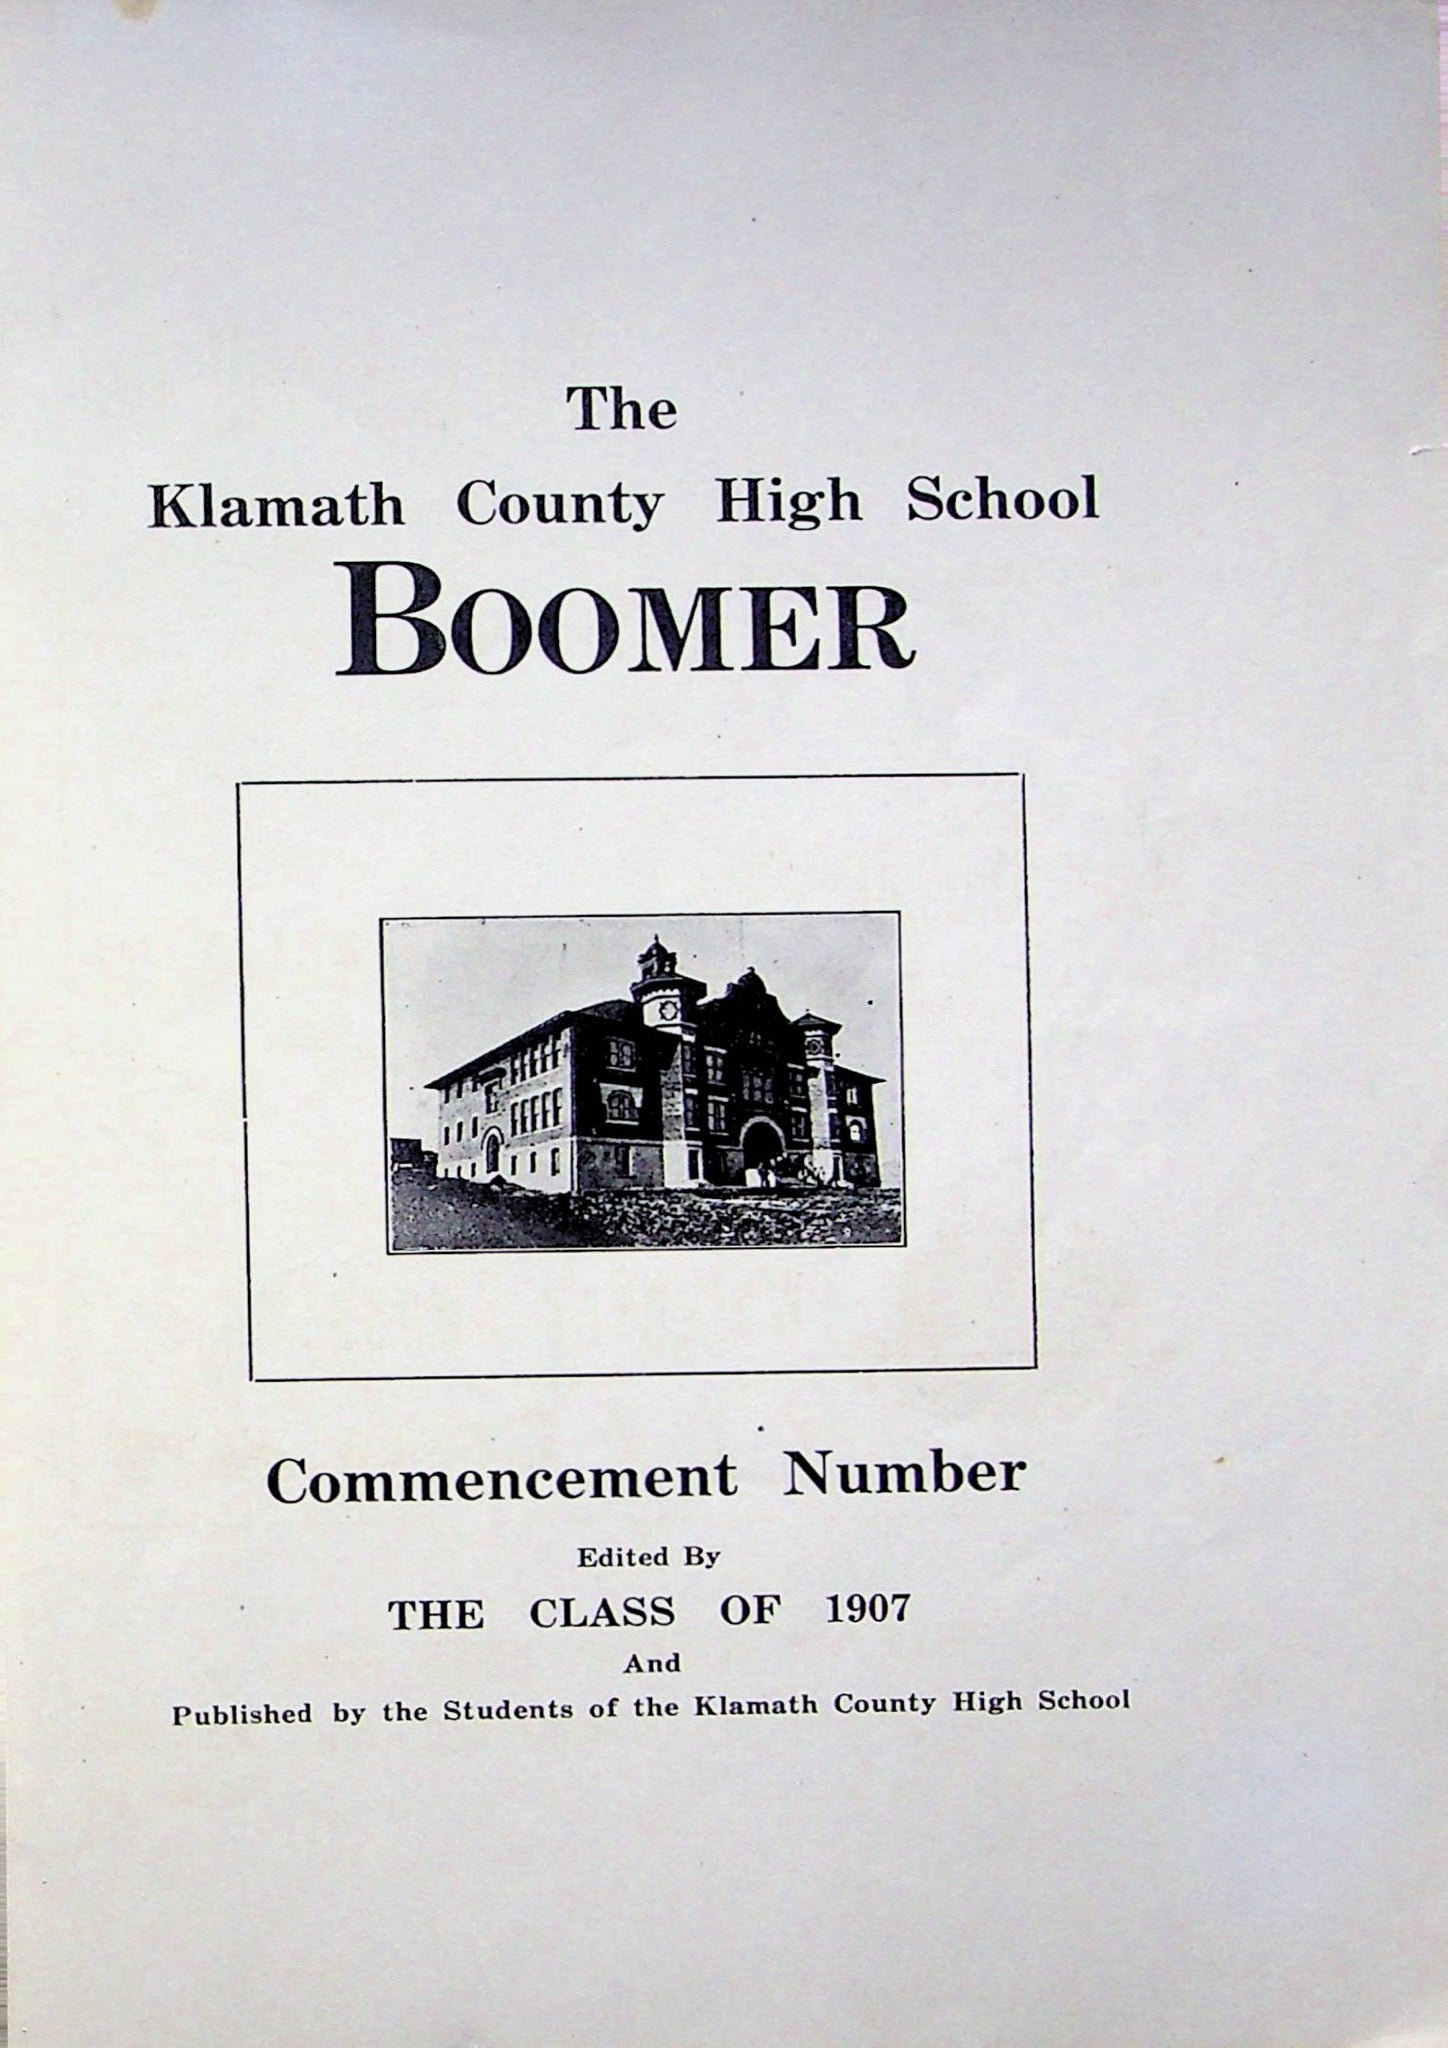 The
Klamath County High School
BOOMER
Commencement Number
Edited By
THE CLASS OF 1907
And
Published by the Students of the Klamath County High School